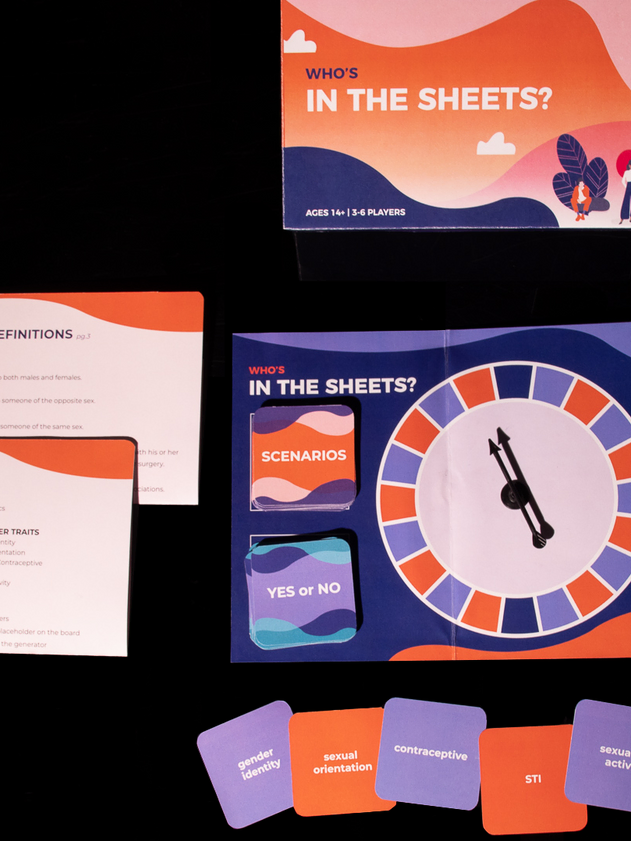 WHO'S
IN THE SHEETS?
AGES 14+ | 3-6 PLAYERS
EFINITIONS pg.3
both males and females.
someone of the opposite sex.
someone of the same sex.
th his or her
surgery.
ciations.
ER TRAITS
ntity
entation
Contraceptive
vity
ers
placeholder on the board
the generator
WHO'S
IN THE SHEETS?
SCENARIOS
YES or NO
gender
identity
sexual
orientation
contraceptive
STI
sexua
activ